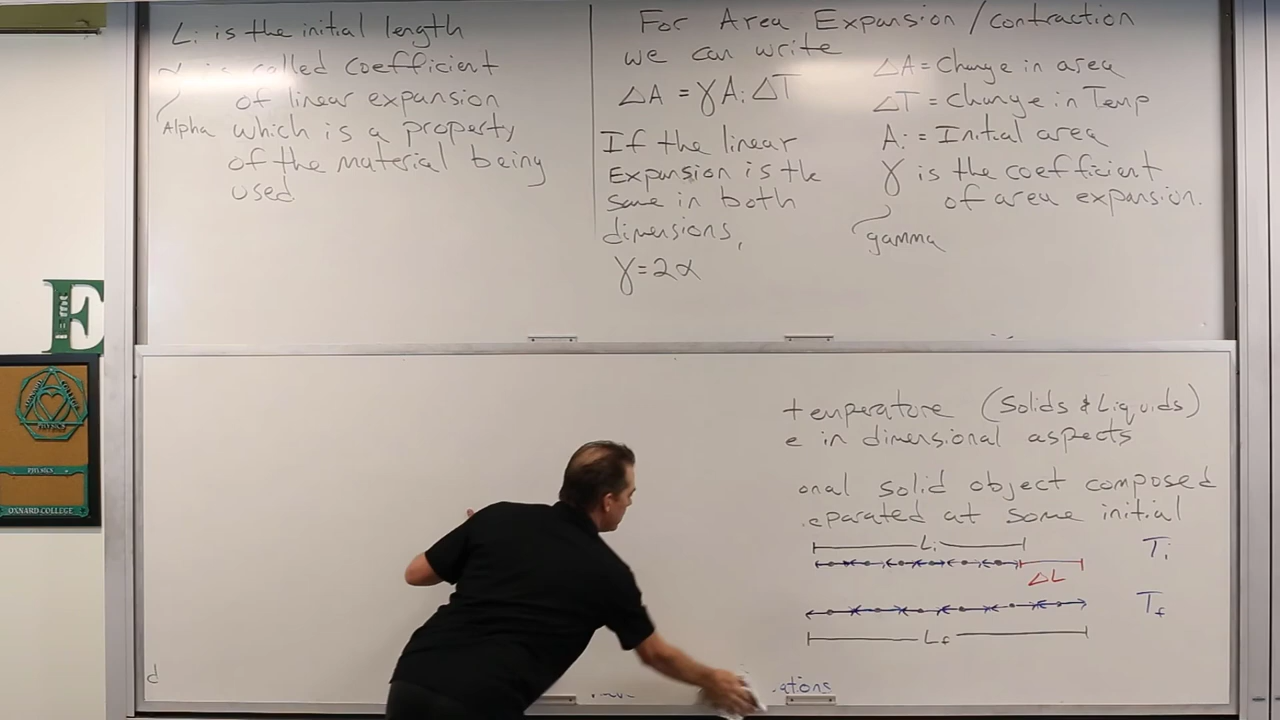 Li is the initial length
called coefficient
of linear expansion
Alpha which is a property
of the material being
used.
For Area Expansion / contraction
we can write
ΔA = γAiΔT
If the linear
Expansion is the
same in both
dimensions,
γ=2α
ΔA = Change in area
ΔT = change in Temp
Ai = Initial area
γ is the coefficient
of area expansion.
gamma
E
PHYSICS
PHYSICS
OXNARD COLLEGE
temperature (Solids & Liquids)
e in dimensional aspects
onal solid object composed
eparated at some initial
Li
Ti
ΔL
Tf
Lf
d
ations